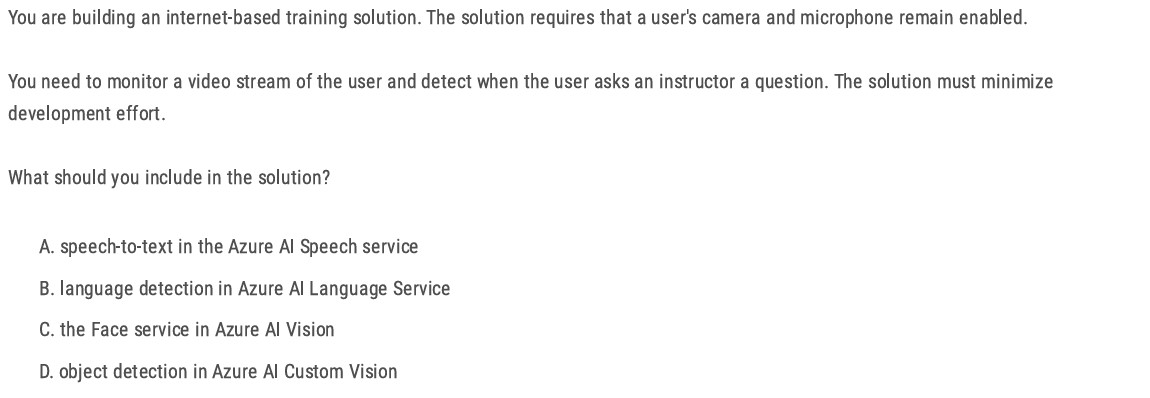 You are building an internet-based training solution. The solution requires that a user's camera and microphone remain enabled.
You need to monitor a video stream of the user and detect when the user asks an instructor a question. The solution must minimize
development effort.
What should you include in the solution?
A. speech-to-text in the Azure AI Speech service
B. language detection in Azure AI Language Service
C. the Face service in Azure AI Vision
D. object detection in Azure AI Custom Vision